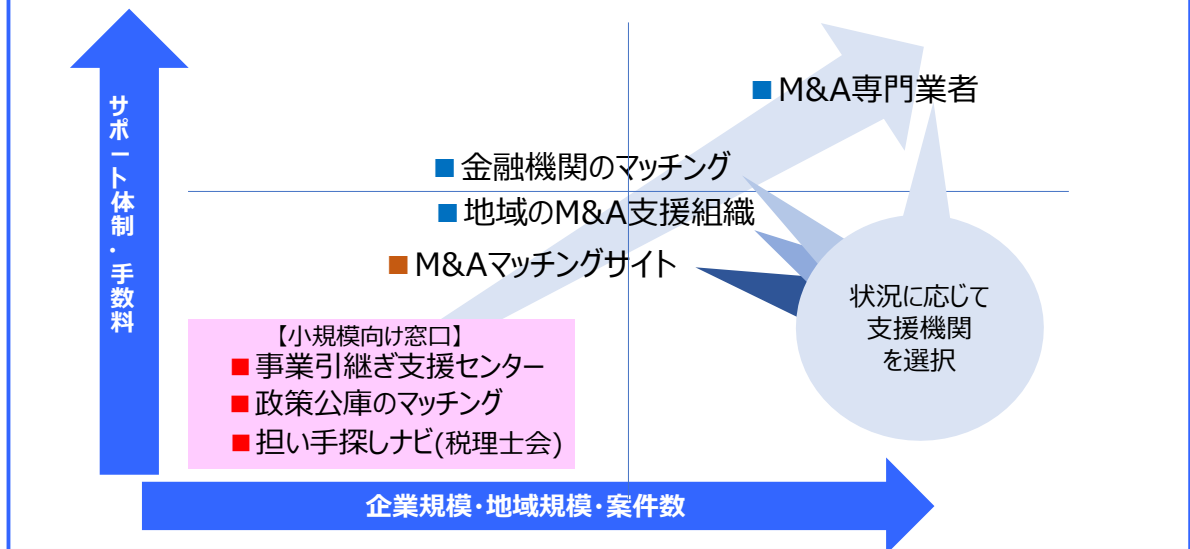 サポート体制・手数料
■M&A専門業者
■金融機関のマッチング
■地域のM&A支援組織
■M&Aマッチングサイト
【小規模向け窓口】
■事業引継ぎ支援センター
■政策公庫のマッチング
■担い手探しナビ(税理士会)
状況に応じて
支援機関
を選択
企業規模・地域規模・案件数